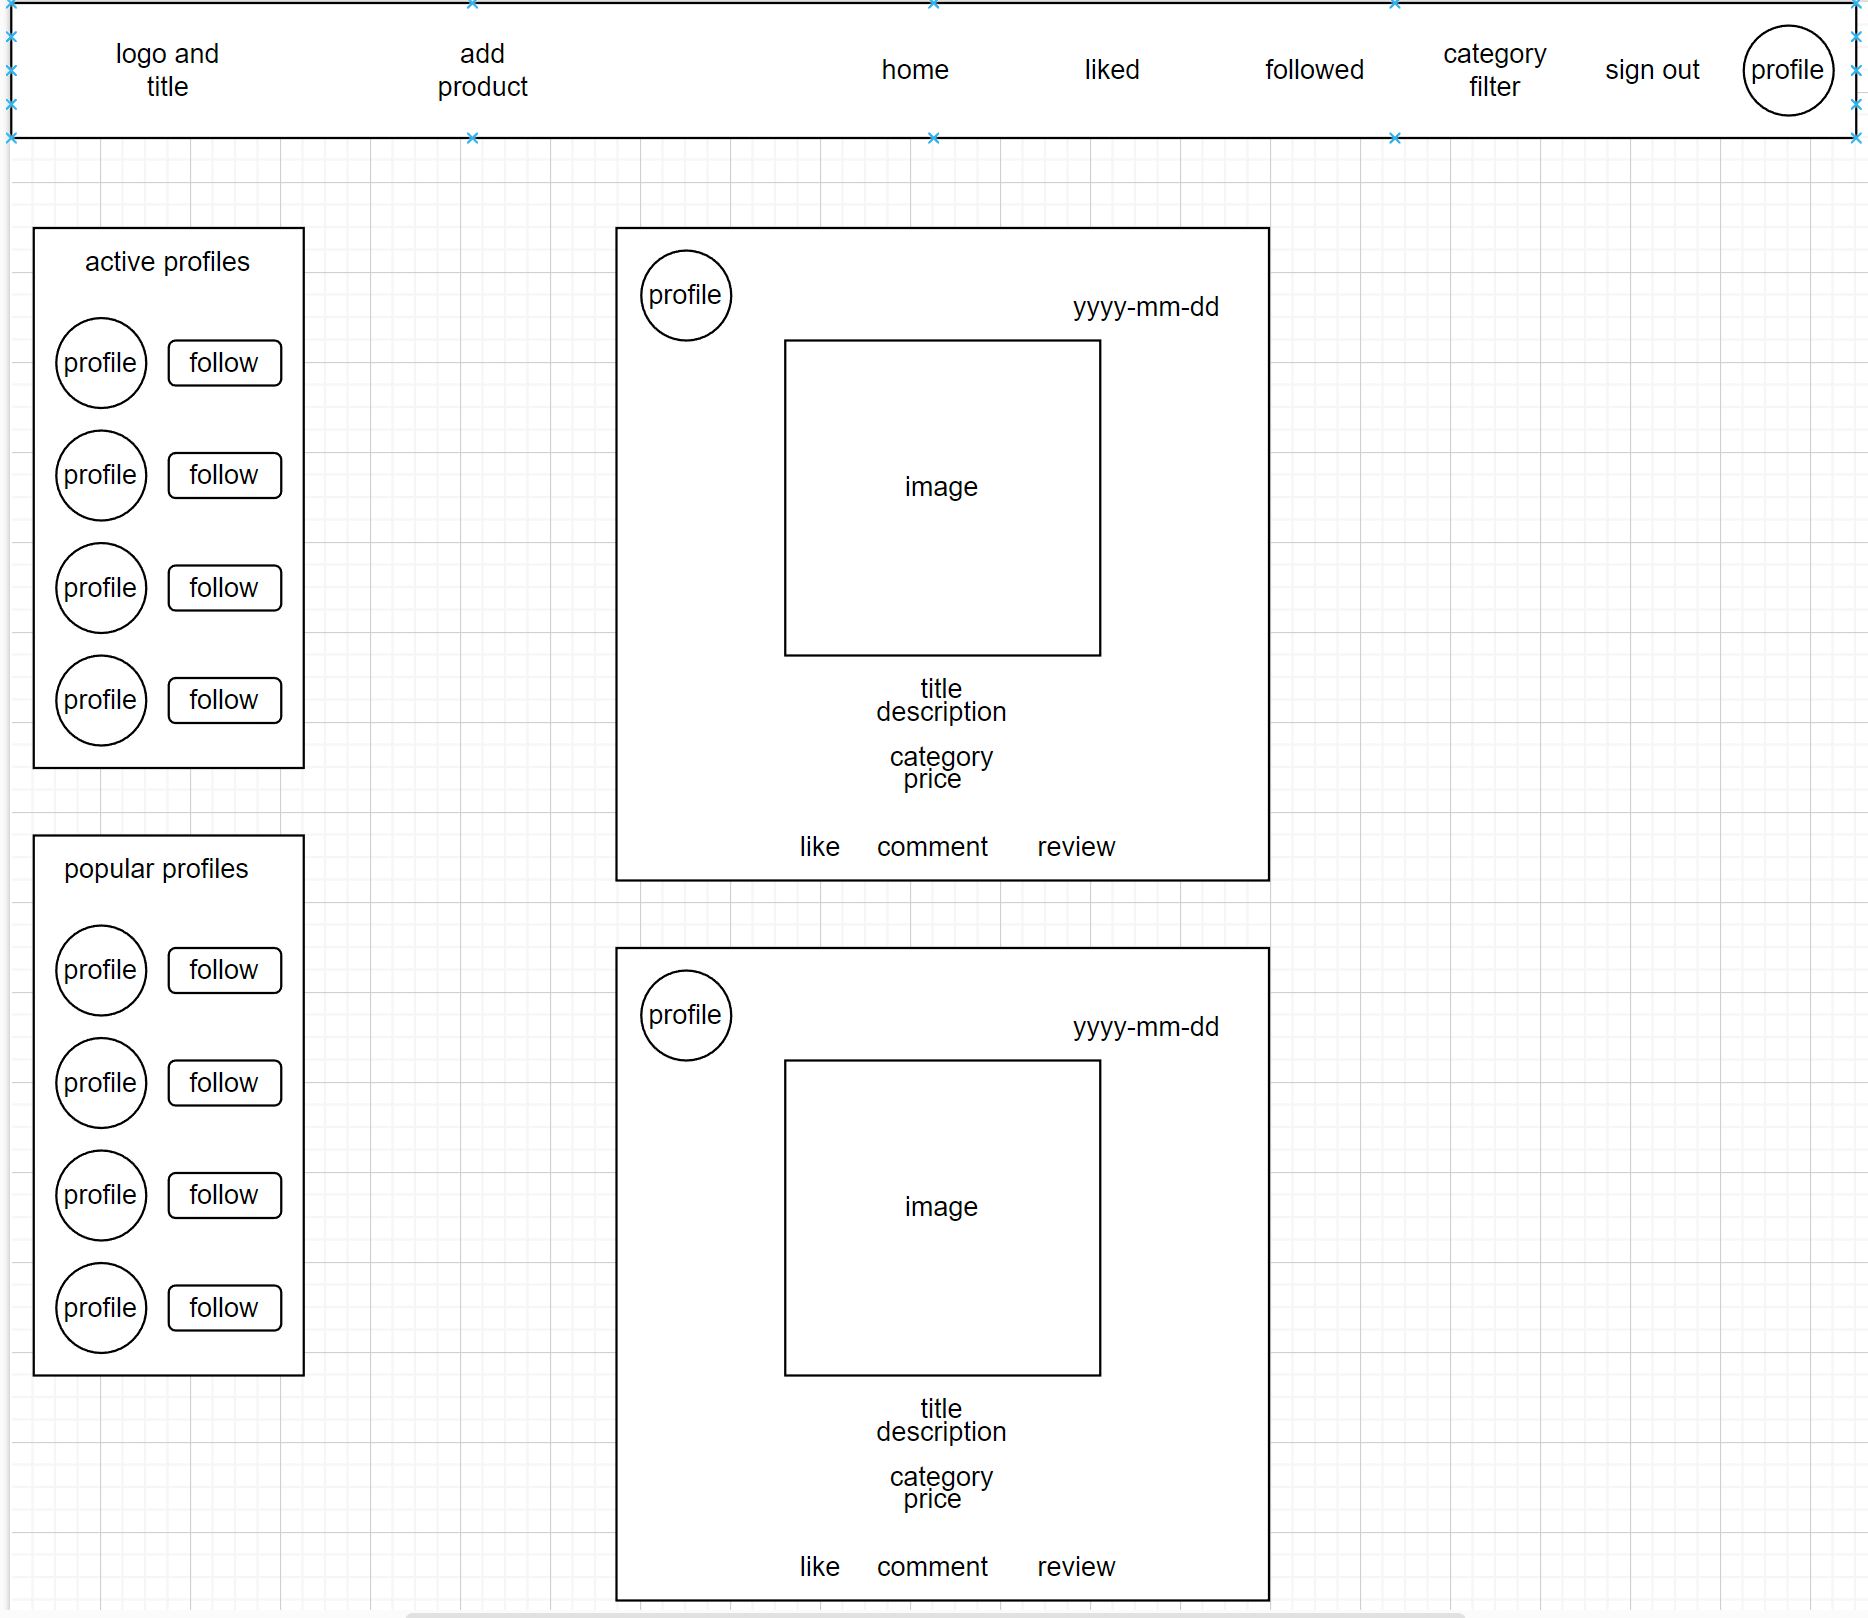 logo and
title
add
product
home
liked
followed
category
filter
sign out
profile
active profiles
profile follow
profile follow
profile follow
profile follow
popular profiles
profile follow
profile follow
profile follow
profile follow
profile
yyyy-mm-dd
image
title
description
category
price
like comment review
profile
yyyy-mm-dd
image
title
description
category
price
like comment review